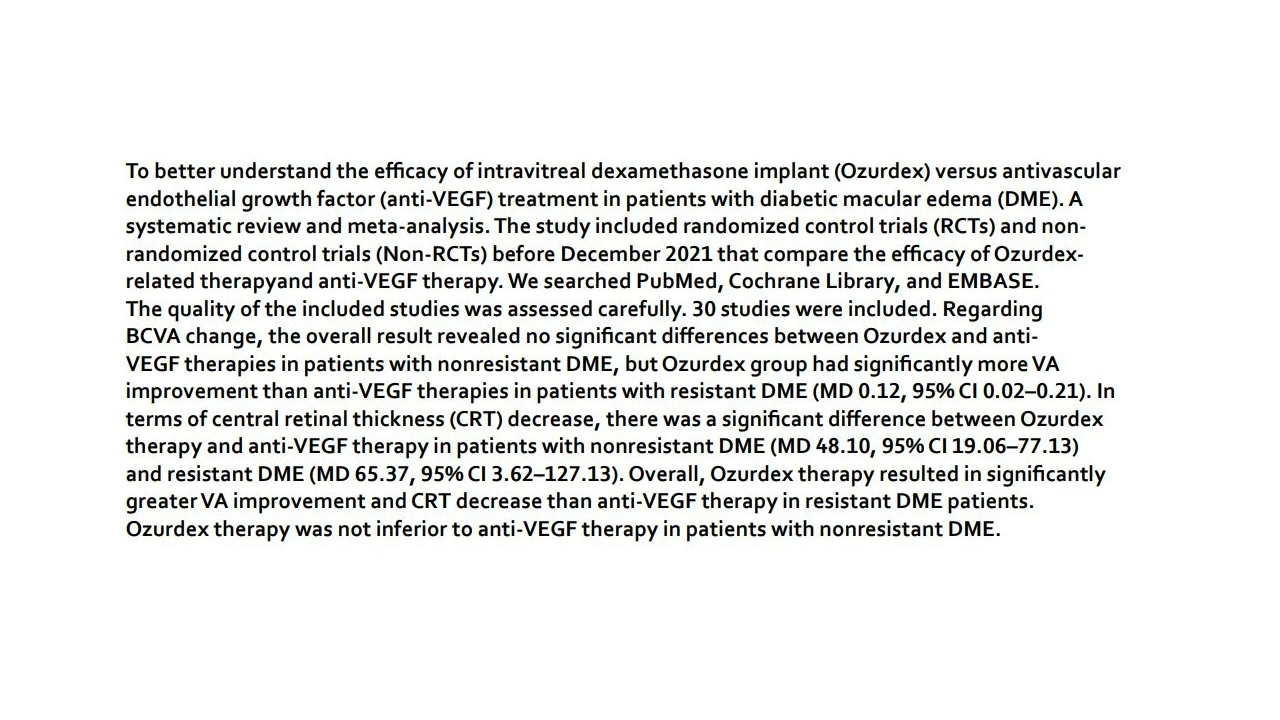 To better understand the efficacy of intravitreal dexamethasone implant (Ozurdex) versus antivascular
endothelial growth factor (anti-VEGF) treatment in patients with diabetic macular edema (DME). A
systematic review and meta-analysis. The study included randomized control trials (RCTs) and non-
randomized control trials (Non-RCTs) before December 2021 that compare the efficacy of Ozurdex-
related therapyand anti-VEGF therapy. We searched PubMed, Cochrane Library, and EMBASE.
The quality of the included studies was assessed carefully. 30 studies were included. Regarding
BCVA change, the overall result revealed no significant differences between Ozurdex and anti-
VEGF therapies in patients with nonresistant DME, but Ozurdex group had significantly more VA
improvement than anti-VEGF therapies in patients with resistant DME (MD 0.12, 95% CI 0.02–0.21). In
terms of central retinal thickness (CRT) decrease, there was a significant difference between Ozurdex
therapy and anti-VEGF therapy in patients with nonresistant DME (MD 48.10, 95% CI 19.06–77.13)
and resistant DME (MD 65.37, 95% CI 3.62–127.13). Overall, Ozurdex therapy resulted in significantly
greater VA improvement and CRT decrease than anti-VEGF therapy in resistant DME patients.
Ozurdex therapy was not inferior to anti-VEGF therapy in patients with nonresistant DME.